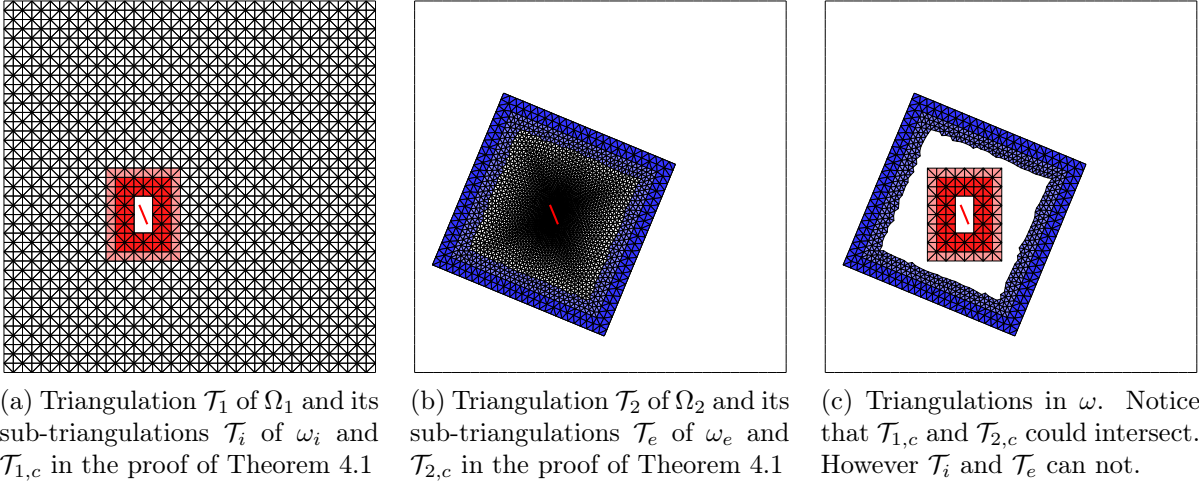 (a) Triangulation 𝒯₁ of Ω₁ and its
sub-triangulations 𝒯ᵢ of ωᵢ and
𝒯₁,c in the proof of Theorem 4.1
(b) Triangulation 𝒯₂ of Ω₂ and its
sub-triangulations 𝒯ₑ of ωₑ and
𝒯₂,c in the proof of Theorem 4.1
(c) Triangulations in ω. Notice
that 𝒯₁,c and 𝒯₂,c could intersect.
However 𝒯ᵢ and 𝒯ₑ can not.